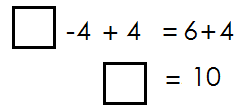 □ -4 + 4 = 6+4
□ = 10